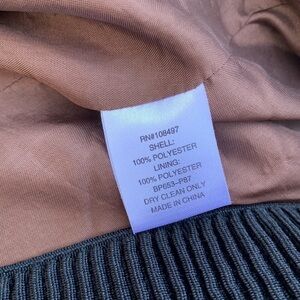 RN#108497
SHELL:
100% POLYESTER
LINING:
100% POLYESTER
BP653-P87
DRY CLEAN ONLY
MADE IN CHINA